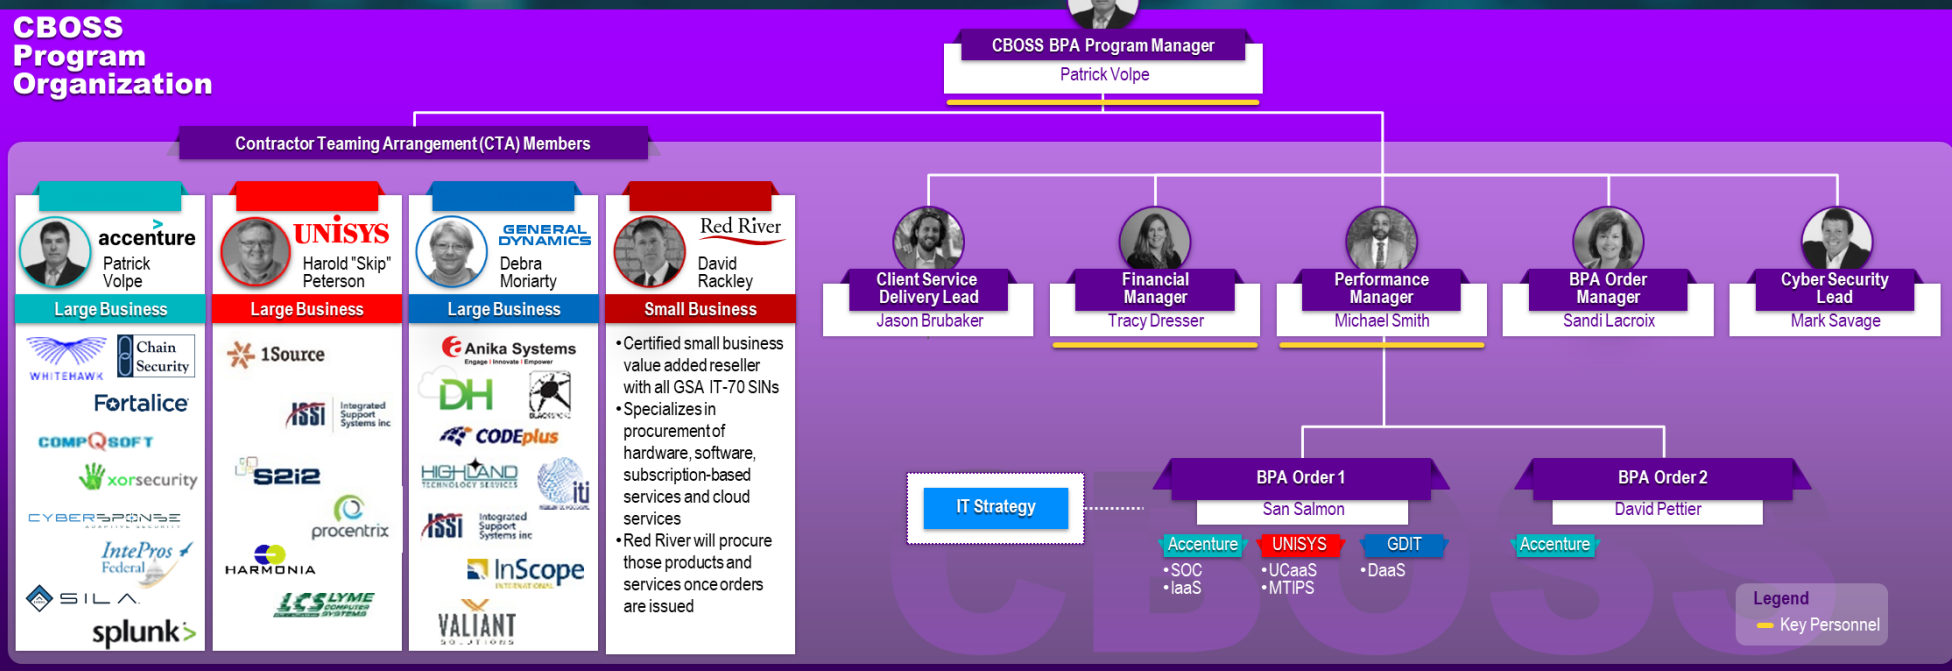 CBOSS
Program
Organization
CBOSS BPA Program Manager
Patrick Volpe
Contractor Teaming Arrangement (CTA) Members
accenture
Patrick
Volpe
Large Business
WHITEHAWK
Chain
Security
Fortalice
COMPQSOFT
xorsecurity
CYBERSPONSE
ADAPTIVE SECURITY
IntePros
Federal
SILA
splunk>
UNISYS
Harold "Skip"
Peterson
Large Business
1Source
ISSI
Integrated
Support
Systems inc
S2i2
procentrix
HARMONIA
LCS LYME
COMPUTER
SYSTEMS
GENERAL
DYNAMICS
Debra
Moriarty
Large Business
Anika Systems
Engage | Innovate | Empower
DH
CODEplus
HIGHLAND
TECHNOLOGY SERVICES
iti
ISSI
Integrated
Support
Systems inc
InScope
INTERNATIONAL
VALIANT
SOLUTIONS
Red River
David
Rackley
Small Business
•Certified small business
value added reseller
with all GSA IT-70 SINs
•Specializes in
procurement of
hardware, software,
subscription-based
services and cloud
services
•Red River will procure
those products and
services once orders
are issued
Client Service
Delivery Lead
Jason Brubaker
Financial
Manager
Tracy Dresser
Performance
Manager
Michael Smith
BPA Order
Manager
Sandi Lacroix
Cyber Security
Lead
Mark Savage
IT Strategy
BPA Order 1
San Salmon
Accenture
•SOC
•IaaS
UNISYS
•UCaaS
•MTIPS
GDIT
•DaaS
BPA Order 2
David Pettier
Accenture
CBOSS
Legend
Key Personnel